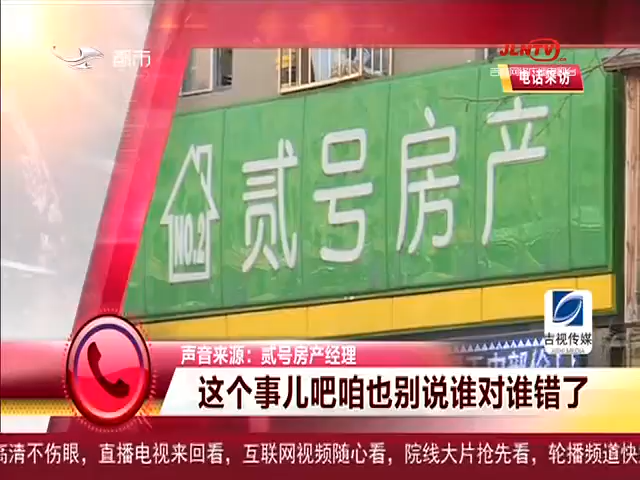 都市
JLNTV
电话采访
贰号房产
NO.2
吉视传媒
JISHI MEDIA
声音来源：贰号房产经理
这个事儿吧咱也别说谁对谁错了
高清不伤眼，直播电视来回看，互联网视频随心看，院线大片抢先看，轮播频道快